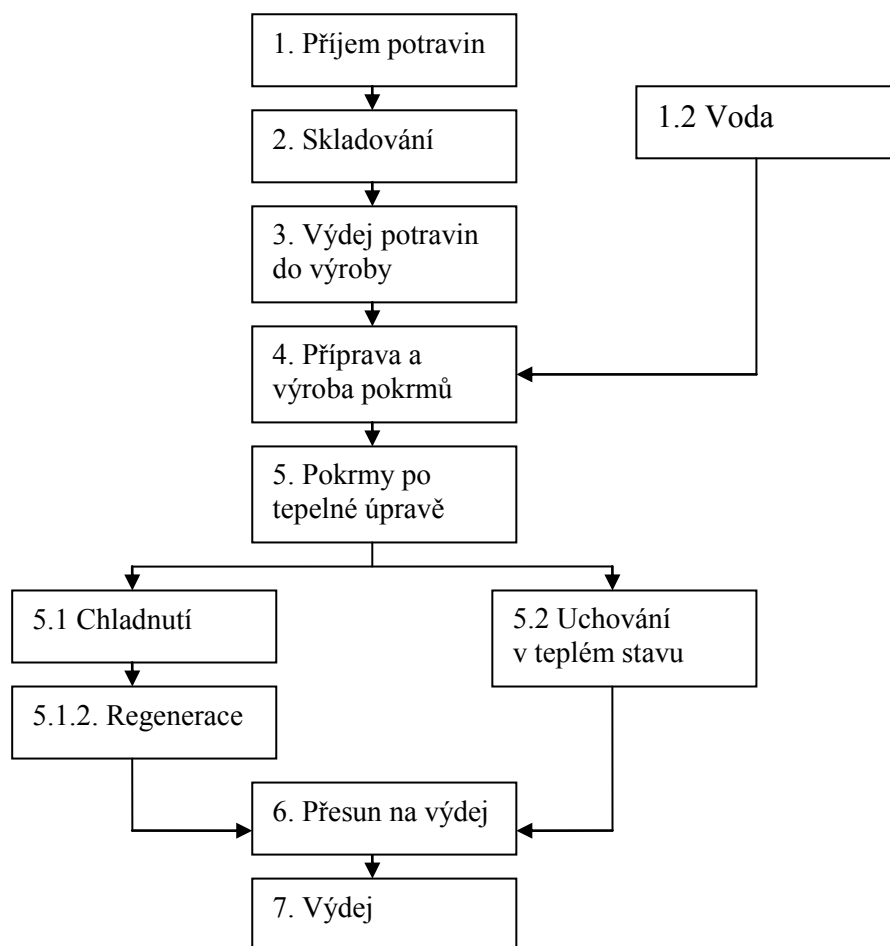 1. Příjem potravin
1.2 Voda
2. Skladování
3. Výdej potravin
do výroby
4. Příprava a
výroba pokrmů
5. Pokrmy po
tepelné úpravě
5.1 Chladnutí
5.2 Uchování
v teplém stavu
5.1.2. Regenerace
6. Přesun na výdej
7. Výdej